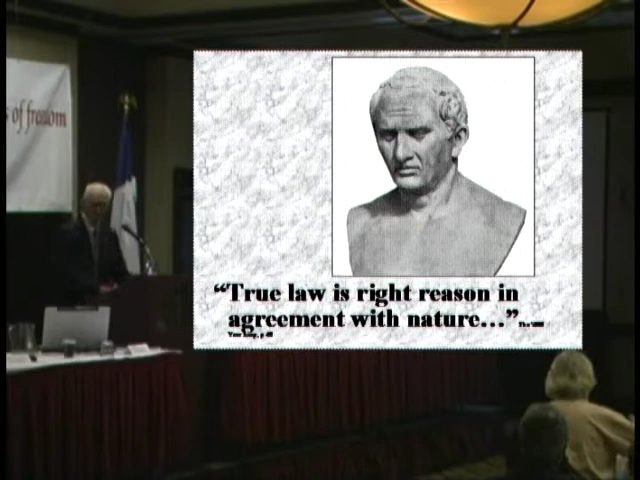 of freedom
“True law is right reason in
agreement with nature...”